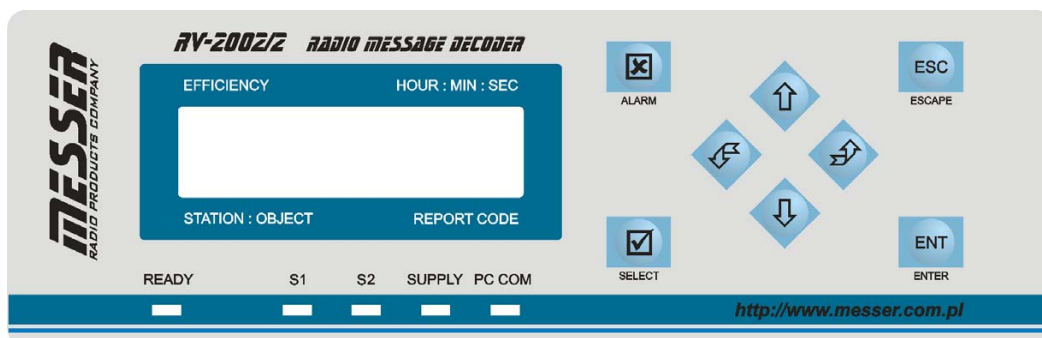 MESSER
RADIO PRODUCTS COMPANY
RV-2002/2 RADIO MESSAGE DECODER
EFFICIENCY HOUR : MIN : SEC
STATION : OBJECT REPORT CODE
READY S1 S2 SUPPLY PC COM
ALARM
ESC
ESCAPE
SELECT
ENT
ENTER
http://www.messer.com.pl